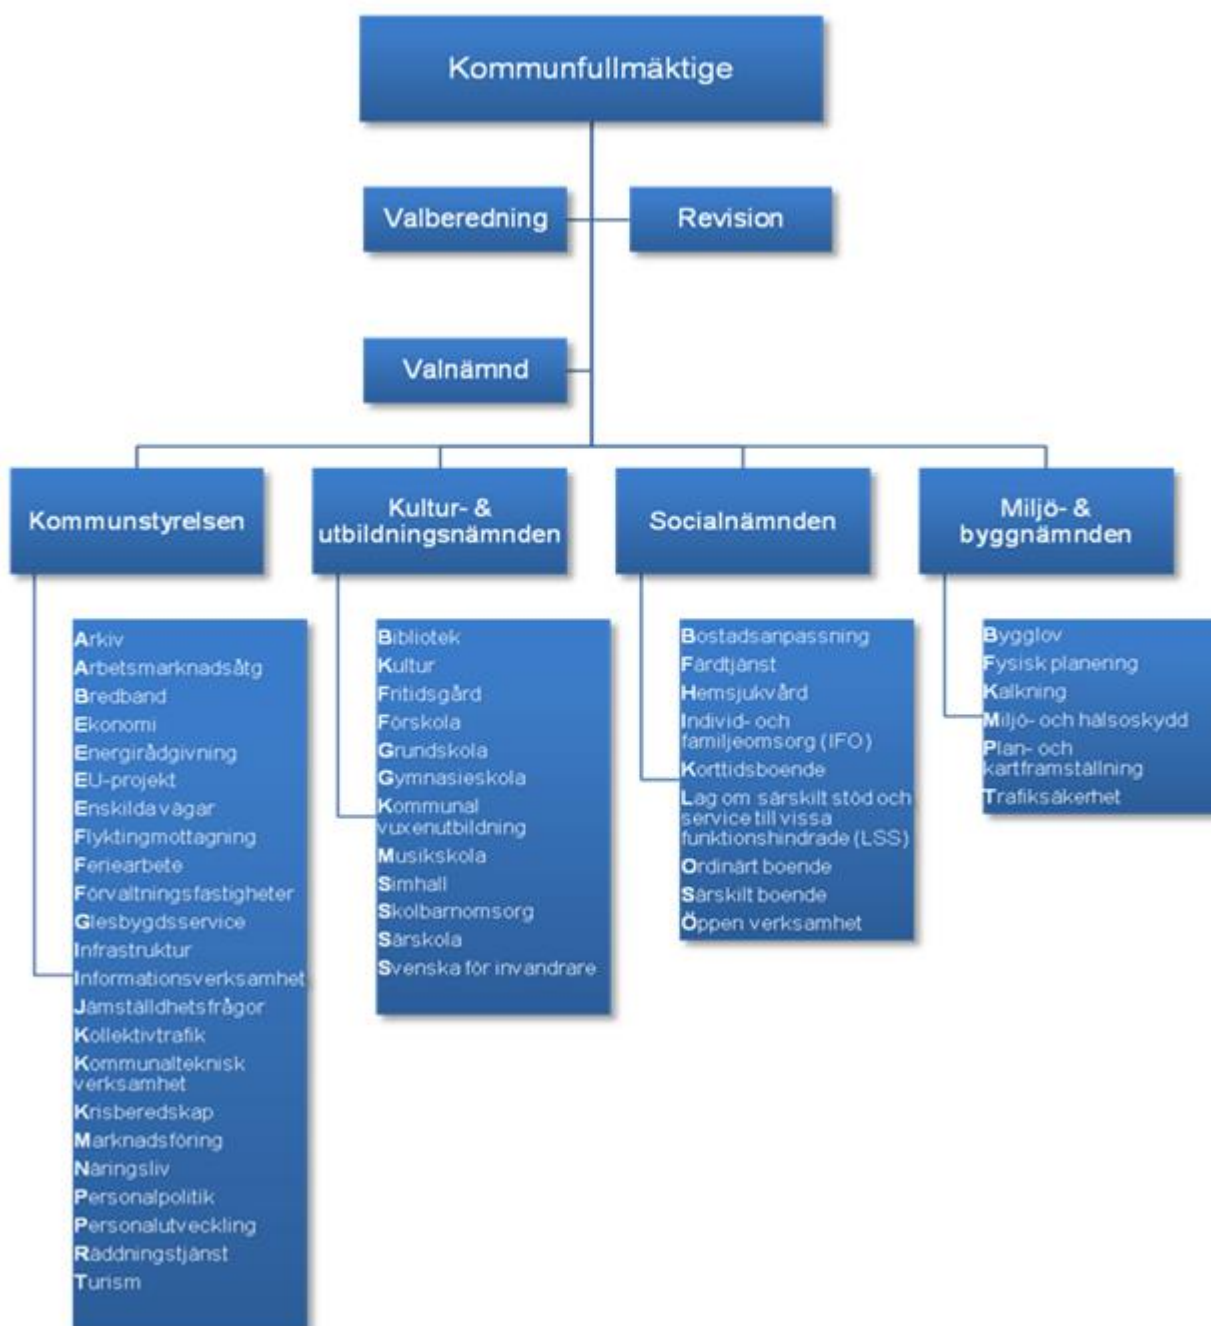 Kommunfullmäktige
Valberedning
Revision
Valnämnd
Kommunstyrelsen
Kultur- &
utbildningsnämnden
Socialnämnden
Miljö- &
byggnämnden
Arkiv
Arbetsmarknadsåtg
Bredband
Ekonomi
Energirådgivning
EU-projekt
Enskilda vägar
Flyktingmottagning
Feriearbete
Förvaltningsfastigheter
Glesbygdsservice
Infrastruktur
Informationsverksamhet
Jämställdhetsfrågor
Kollektivtrafik
Kommunalteknisk
verksamhet
Krisberedskap
Marknadsföring
Näringsliv
Personalpolitik
Personalutveckling
Räddningstjänst
Turism
Bibliotek
Kultur
Fritidsgård
Förskola
Grundskola
Gymnasieskola
Kommunal
vuxenutbildning
Musikskola
Simhall
Skolbarnomsorg
Särskola
Svenska för invandrare
Bostadsanpassning
Färdtjänst
Hemsjukvård
Individ- och
familjeomsorg (IFO)
Korttidsboende
Lag om särskilt stöd och
service till vissa
funktionshindrade (LSS)
Ordinärt boende
Särskilt boende
Öppen verksamhet
Bygglov
Fysisk planering
Kalkning
Miljö- och hälsoskydd
Plan- och
kartframställning
Trafiksäkerhet